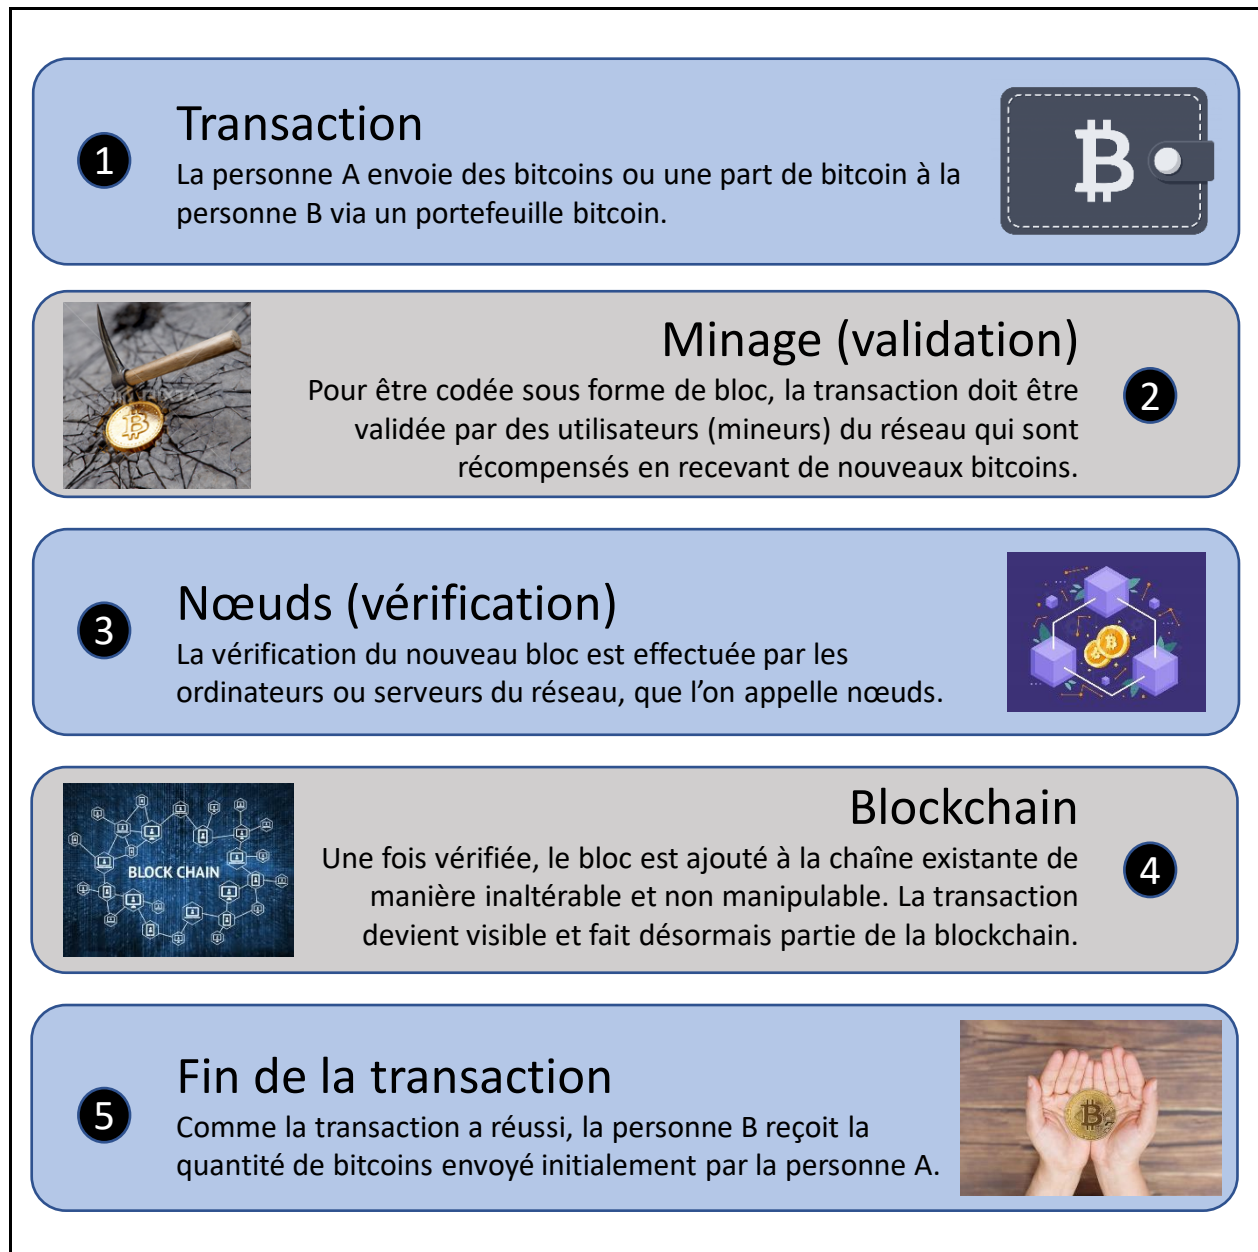 1
Transaction
La personne A envoie des bitcoins ou une part de bitcoin à la
personne B via un portefeuille bitcoin.
Minage (validation)
Pour être codée sous forme de bloc, la transaction doit être
validée par des utilisateurs (mineurs) du réseau qui sont
récompensés en recevant de nouveaux bitcoins.
2
3
Nœuds (vérification)
La vérification du nouveau bloc est effectuée par les
ordinateurs ou serveurs du réseau, que l’on appelle nœuds.
BLOCK CHAIN
Blockchain
Une fois vérifiée, le bloc est ajouté à la chaîne existante de
manière inaltérable et non manipulable. La transaction
devient visible et fait désormais partie de la blockchain.
4
5
Fin de la transaction
Comme la transaction a réussi, la personne B reçoit la
quantité de bitcoins envoyé initialement par la personne A.